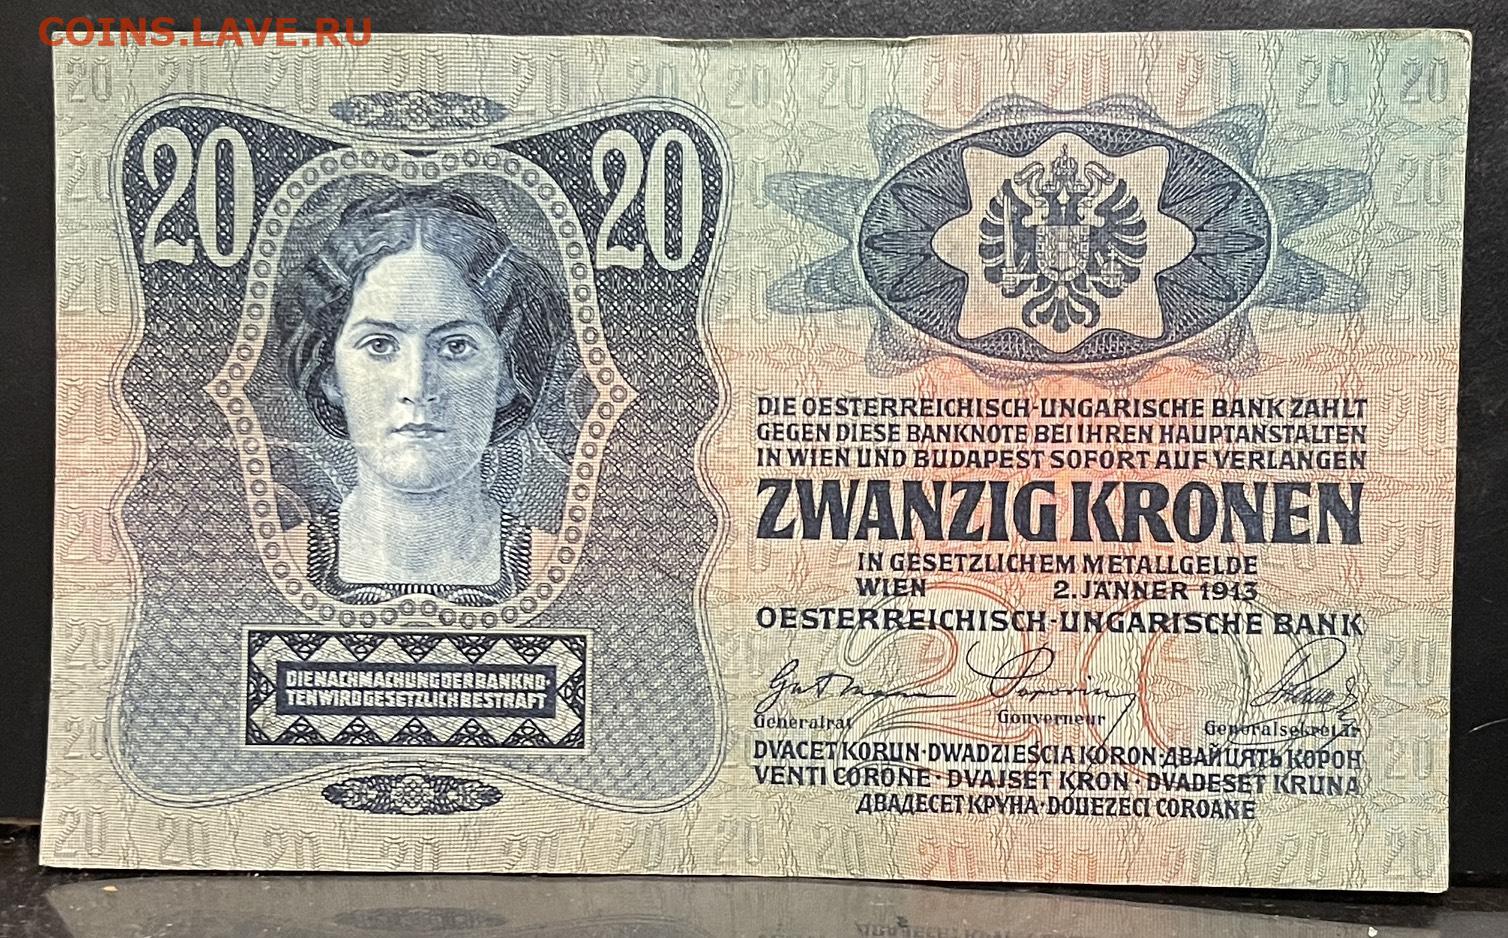 COINS.LAVE.RU
20
20
DIE NACHMACHUNG DER BANKNO
TEN WIRD GESETZLICH BESTRAFT
DIE OESTERREICHISCH-UNGARISCHE BANK ZAHLT
GEGEN DIESE BANKNOTE BEI IHREN HAUPTANSTALTEN
IN WIEN UND BUDAPEST SOFORT AUF VERLANGEN
ZWANZIG KRONEN
IN GESETZLICHEM METALLGELDE
WIEN 2. JÄNNER 1913
OESTERREICHISCH-UNGARISCHE BANK
20
Generalrat Gouverneur Generalsekretär
DVACET KORUN · DWADZIEŚCIA KORON · ДВАЙЦЯТЬ КОРОН
VENTI CORONE · DVAJSET KRON · DVADESET KRUNA
ДВАДЕСЕТ КРУНА · DOUEZECI COROANE